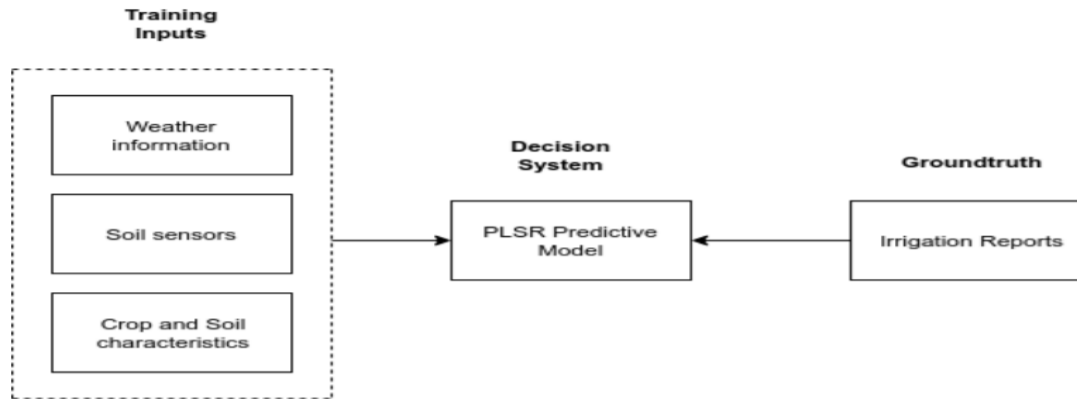 Training
Inputs
Weather
information
Soil sensors
Crop and Soil
characteristics
Decision
System
PLSR Predictive
Model
Groundtruth
Irrigation Reports